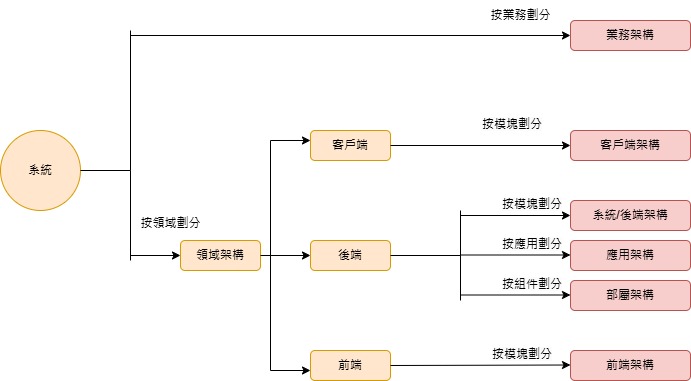 按業務劃分
業務架構
按模塊劃分
客戶端
客戶端架構
系統
按模塊劃分
系統/後端架構
按領域劃分
按應用劃分
領域架構
後端
應用架構
按組件劃分
部屬架構
按模塊劃分
前端
前端架構